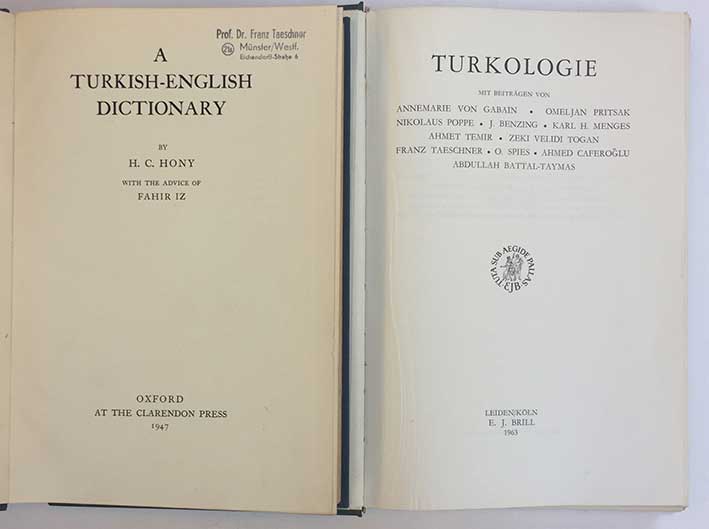 Prof. Dr. Franz Taeschner
(21a) Münster/Westf.
Eichendorff-Straße 6
A
TURKISH-ENGLISH
DICTIONARY
BY
H. C. HONY
WITH THE ADVICE OF
FAHIR IZ
OXFORD
AT THE CLARENDON PRESS
1947
TURKOLOGIE
MIT BEITRÄGEN VON
ANNEMARIE VON GABAIN • OMELJAN PRITSAK
NIKOLAUS POPPE • J. BENZING • KARL H. MENGES
AHMET TEMIR • ZEKI VELIDI TOGAN
FRANZ TAESCHNER • O. SPIES • AHMED CAFEROĞLU
ABDULLAH BATTAL-TAYMAS
TUTA SUB AEGIDE PALLAS
EJB
LEIDEN/KÖLN
E. J. BRILL
1963